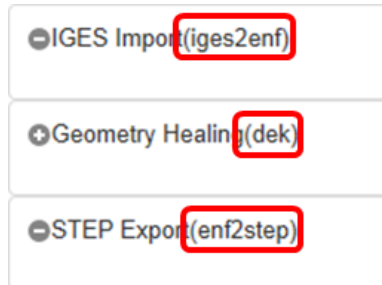 IGES Import(iges2enf)
Geometry Healing(dek)
STEP Export(enf2step)